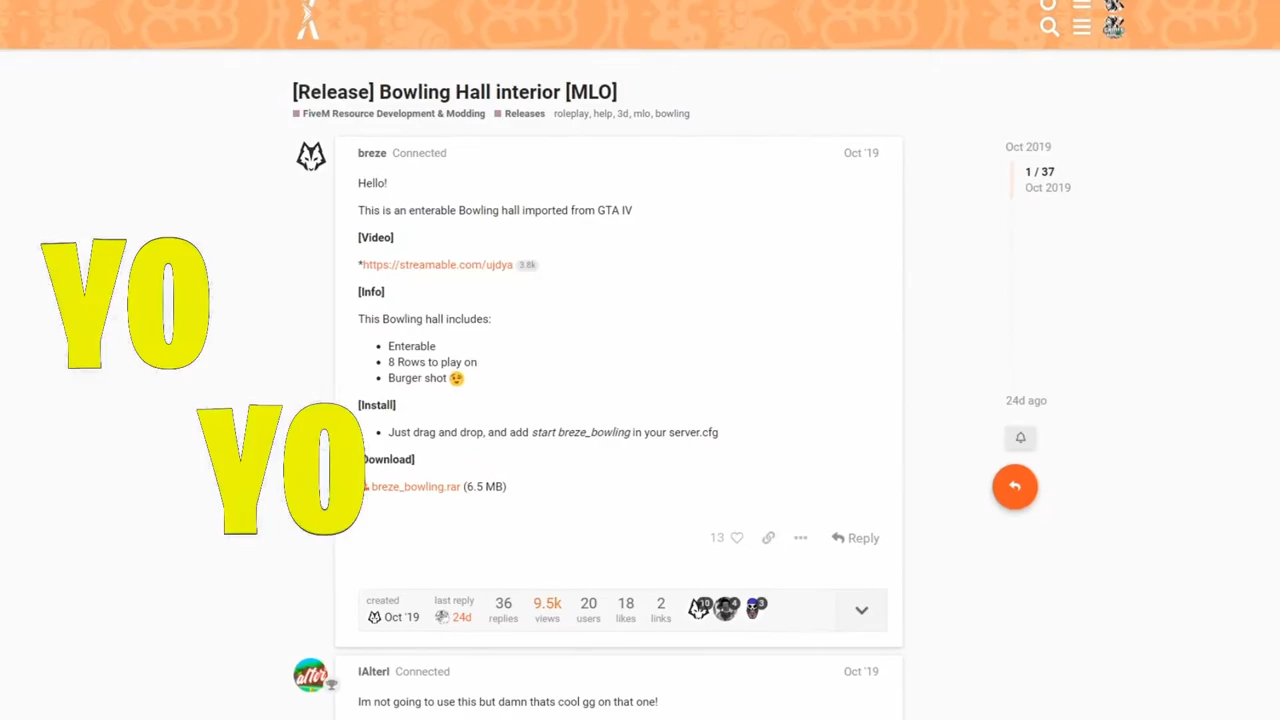 [Release] Bowling Hall interior [MLO]
FiveM Resource Development & Modding Releases roleplay, help, 3d, mlo, bowling
breze Connected Oct '19
Hello!
This is an enterable Bowling hall imported from GTA IV
[Video]
*https://streamable.com/ujdya 3.8k
[Info]
This Bowling hall includes:
• Enterable
• 8 Rows to play on
• Burger shot
[Install]
• Just drag and drop, and add start breze_bowling in your server.cfg
Download]
breze_bowling.rar (6.5 MB)
13 Reply
created last reply
Oct '19 24d
36 9.5k 20 18 2
replies views users likes links
10 4 3
IAlterI Connected Oct '19
Im not going to use this but damn thats cool gg on that one!
Oct 2019
1 / 37
Oct 2019
24d ago
YO
YO
alter